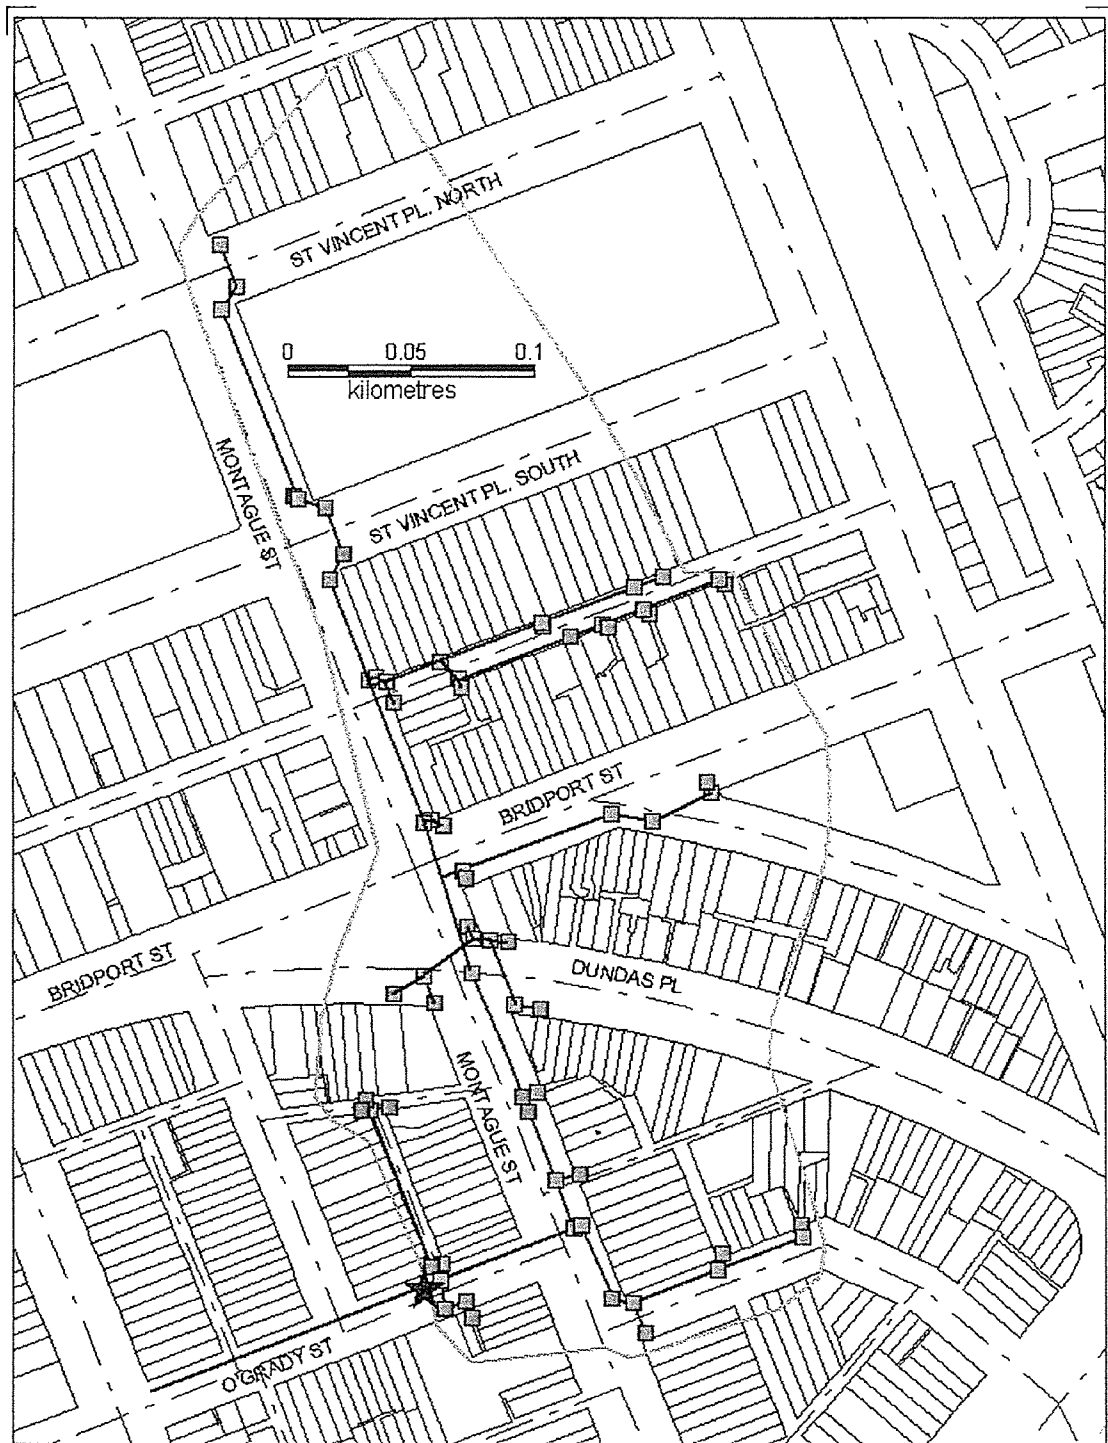 ST VINCENT PL. NORTH
0 0.05 0.1
kilometres
MONTAGUE ST
ST VINCENT PL. SOUTH
BRIDPORT ST
BRIDPORT ST
DUNDAS PL
MONTAGUE ST
O'GRADY ST